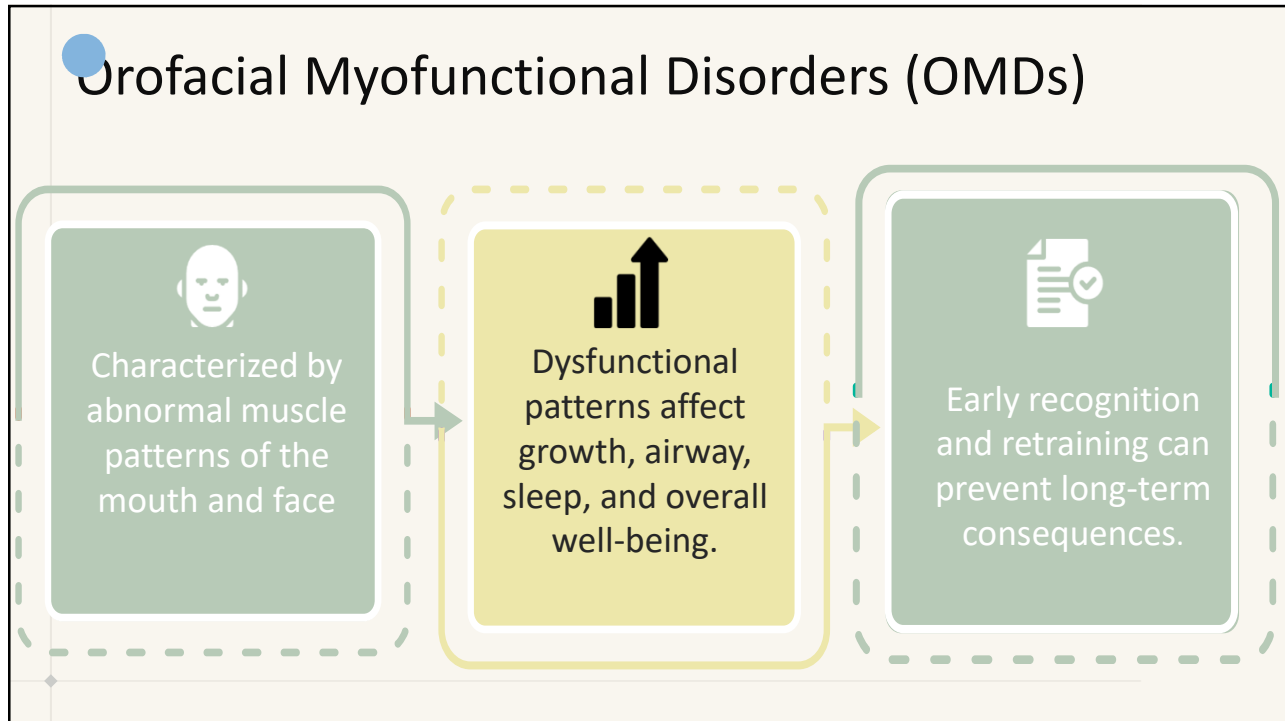 Orofacial Myofunctional Disorders (OMDs)
Characterized by
abnormal muscle
patterns of the
mouth and face
Dysfunctional
patterns affect
growth, airway,
sleep, and overall
well-being.
Early recognition
and retraining can
prevent long-term
consequences.